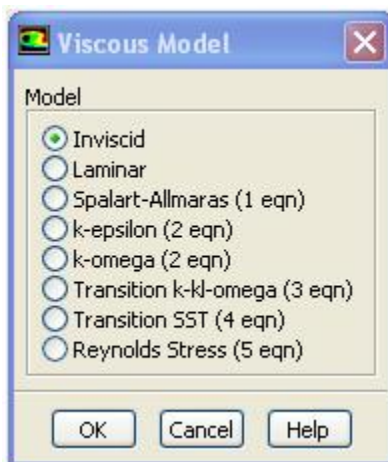 Viscous Model
Model
Inviscid
Laminar
Spalart-Allmaras (1 eqn)
k-epsilon (2 eqn)
k-omega (2 eqn)
Transition k-kl-omega (3 eqn)
Transition SST (4 eqn)
Reynolds Stress (5 eqn)
OK Cancel Help